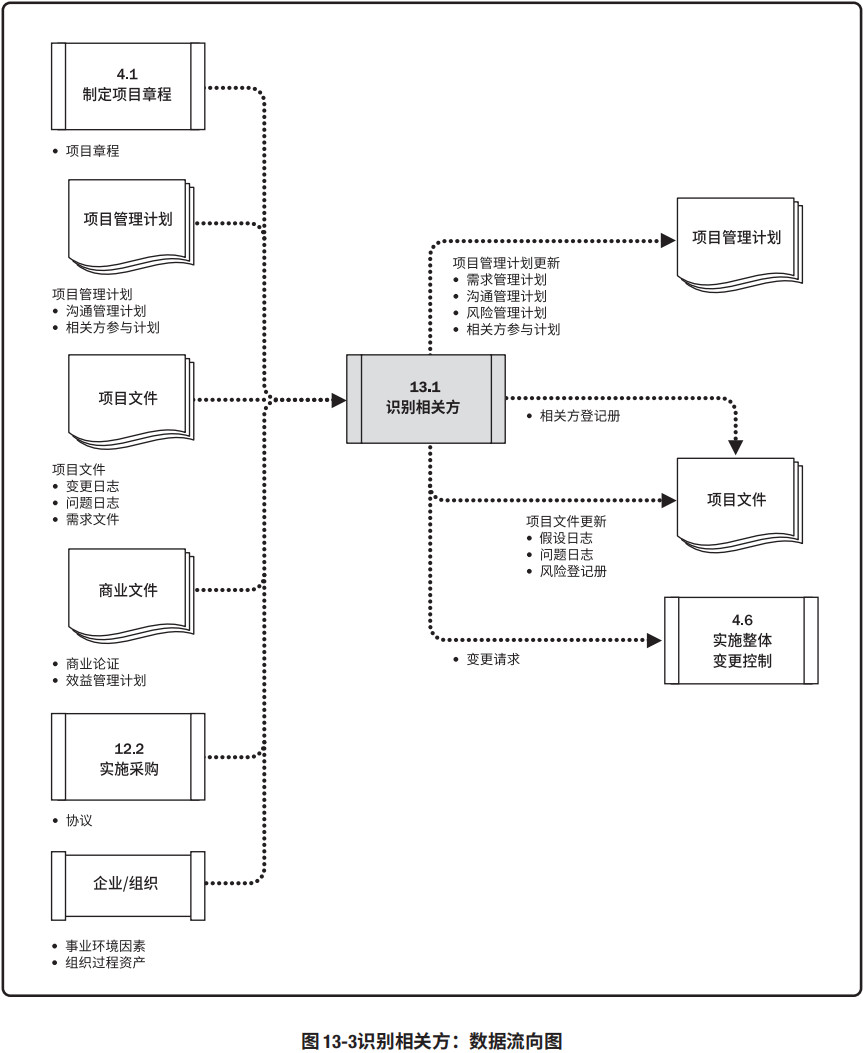 4.1
制定项目章程
• 项目章程
项目管理计划
项目管理计划
• 沟通管理计划
• 相关方参与计划
项目文件
项目文件
• 变更日志
• 问题日志
• 需求文件
商业文件
• 商业论证
• 效益管理计划
12.2
实施采购
• 协议
企业/组织
• 事业环境因素
• 组织过程资产
13.1
识别相关方
项目管理计划更新
• 需求管理计划
• 沟通管理计划
• 风险管理计划
• 相关方参与计划
• 相关方登记册
项目文件更新
• 假设日志
• 问题日志
• 风险登记册
• 变更请求
项目管理计划
项目文件
4.6
实施整体
变更控制
图13-3识别相关方：数据流向图